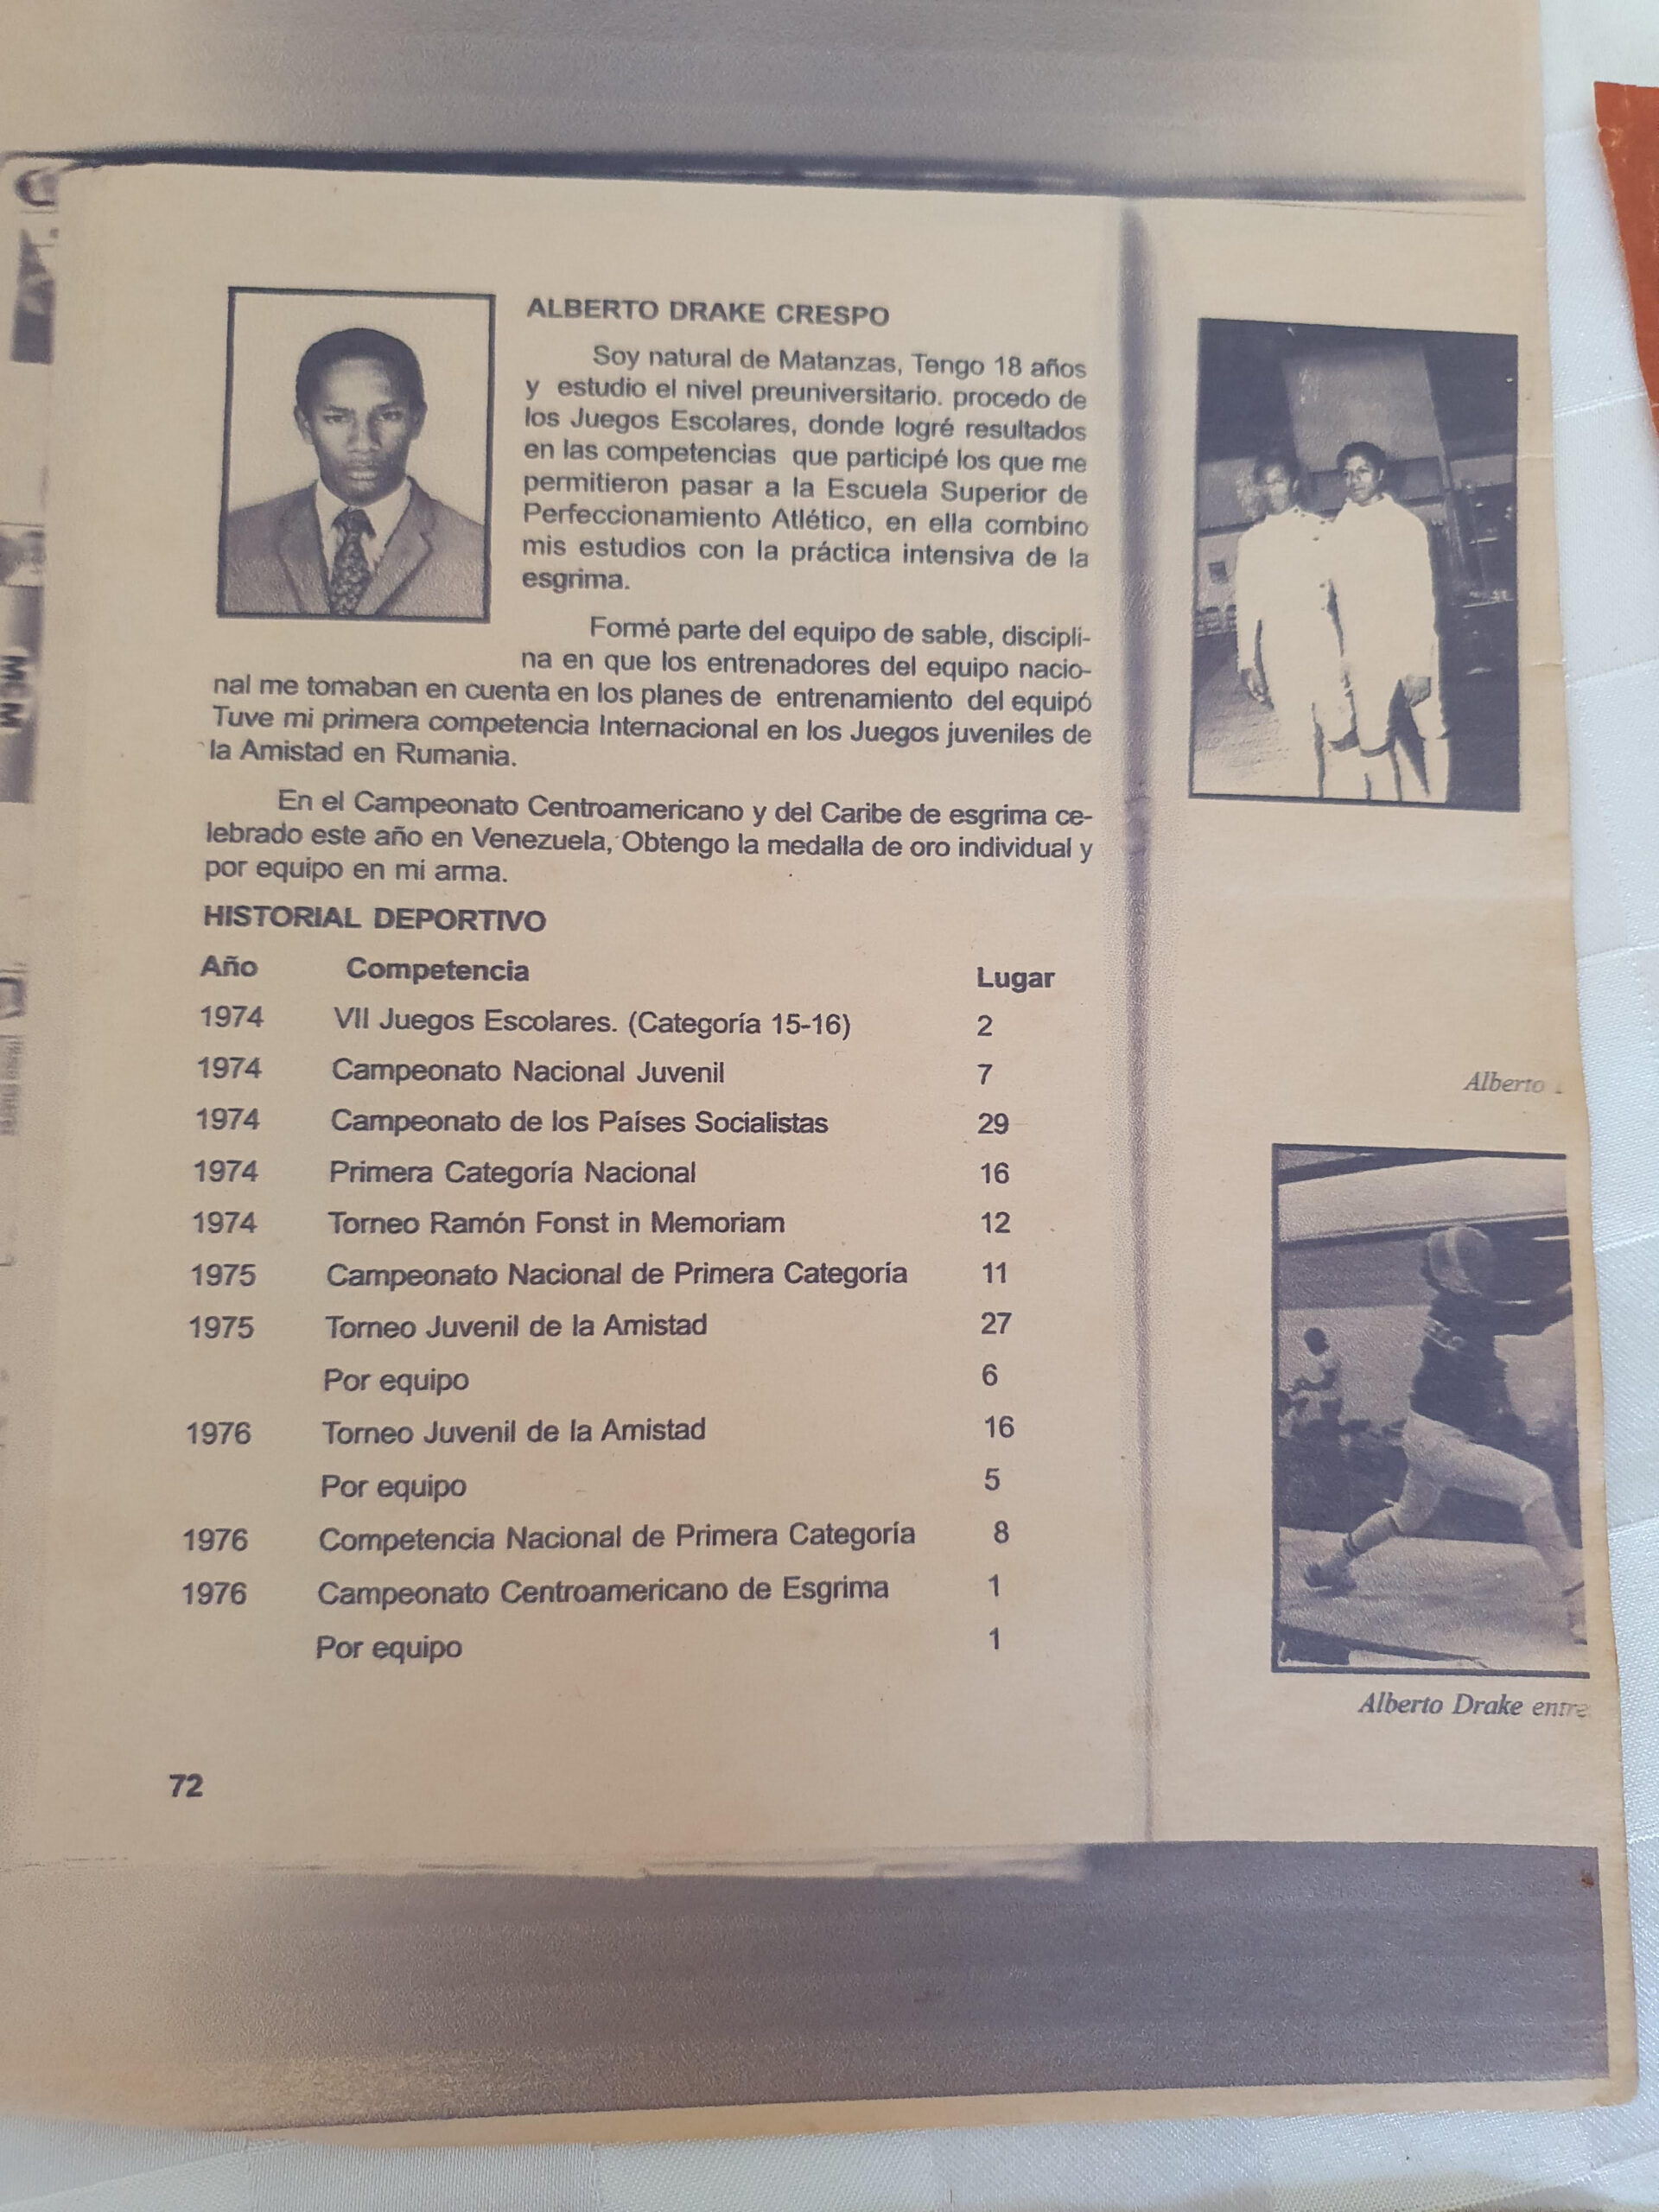 ALBERTO DRAKE CRESPO
Soy natural de Matanzas, Tengo 18 años
y estudio el nivel preuniversitario. procedo de
los Juegos Escolares, donde logré resultados
en las competencias que participé los que me
permitieron pasar a la Escuela Superior de
Perfeccionamiento Atlético, en ella combino
mis estudios con la práctica intensiva de la
esgrima.
Formé parte del equipo de sable, discipli-
na en que los entrenadores del equipo nacio-
nal me tomaban en cuenta en los planes de entrenamiento del equipó
Tuve mi primera competencia Internacional en los Juegos juveniles de
la Amistad en Rumania.
En el Campeonato Centroamericano y del Caribe de esgrima ce-
lebrado este año en Venezuela, Obtengo la medalla de oro individual y
por equipo en mi arma.
HISTORIAL DEPORTIVO
Año Competencia Lugar
1974 VII Juegos Escolares. (Categoría 15-16) 2
1974 Campeonato Nacional Juvenil 7
1974 Campeonato de los Países Socialistas 29
1974 Primera Categoría Nacional 16
1974 Torneo Ramón Fonst in Memoriam 12
1975 Campeonato Nacional de Primera Categoría 11
1975 Torneo Juvenil de la Amistad 27
Por equipo 6
1976 Torneo Juvenil de la Amistad 16
Por equipo 5
1976 Competencia Nacional de Primera Categoría 8
1976 Campeonato Centroamericano de Esgrima 1
Por equipo 1
72
Alberto
Alberto Drake entre